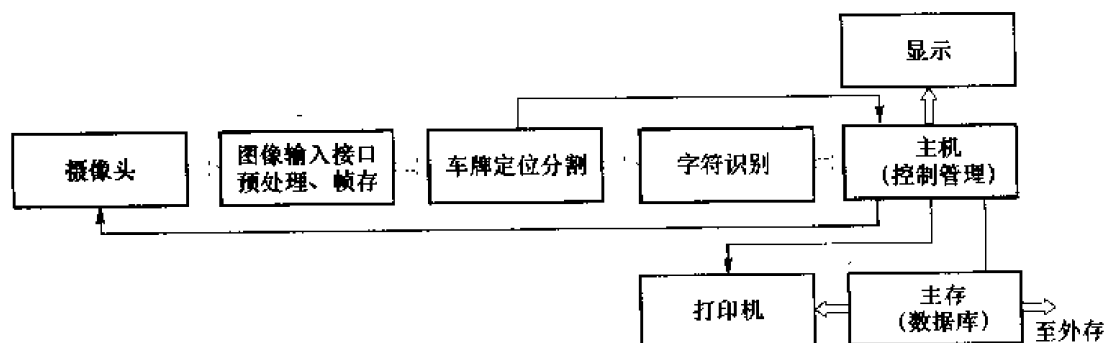 显示
摄像头
图像输入接口
预处理、帧存
车牌定位分割
字符识别
主机
(控制管理)
打印机
主存
(数据库)
至外存